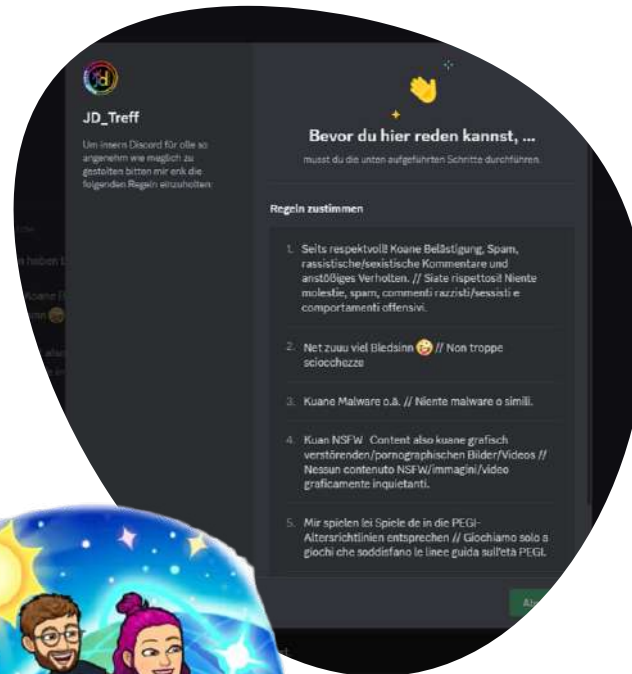 JD_Treff
Um insern Discord für olle so
angenehm wie meglich zu
gestolten bitten mir enk die
folgenden Regeln einzuholten:
Bevor du hier reden kannst, ...
musst du die unten aufgeführten Schritte durchführen.
Regeln zustimmen
1. Seits respektvoll! Koane Belästigung, Spam,
rassistische/sexistische Kommentare und
anstößiges Verholten. // Siate rispettosi! Niente
molestie, spam, commenti razzisti/sessisti e
comportamenti offensivi.
2. Net zuuu viel Bledsinn 😜 // Non troppe
sciocchezze
3. Kuane Malware o.ä. // Niente malware o simili.
4. Kuan NSFW Content also kuane grafisch
verstörenden/pornographischen Bilder/Videos //
Nessun contenuto NSFW/immagini/video
graficamente inquietanti.
5. Mir spielen lei Spiele de in die PEGI-
Altersrichtlinien entsprechen // Giochiamo solo a
giochi che soddisfano le linee guida sull'età PEGI.